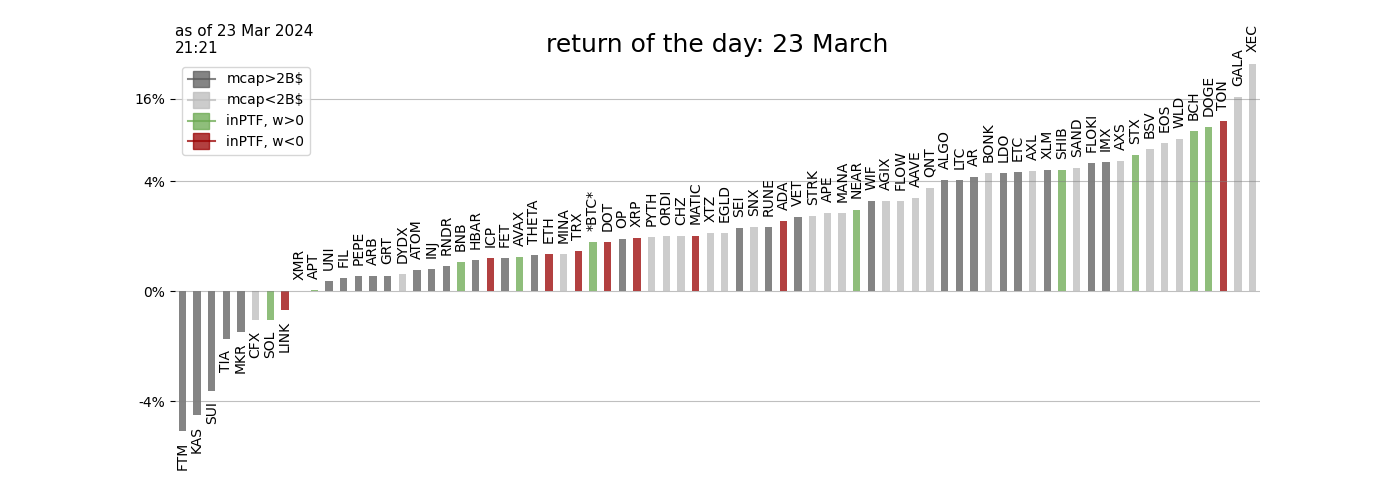 as of 23 Mar 2024
21:21
return of the day: 23 March
mcap>2B$
mcap<2B$
inPTF, w>0
inPTF, w<0
16%
4%
0%
-4%
FTM
KAS
SUI
TIA
MKR
CFX
SOL
LINK
XMR
APT
UNI
FIL
PEPE
ARB
GRT
DYDX
ATOM
INJ
RNDR
BNB
HBAR
ICP
FET
AVAX
THETA
ETH
MINA
TRX
*BTC*
DOT
OP
XRP
PYTH
ORDI
CHZ
MATIC
XTZ
EGLD
SEI
SNX
RUNE
ADA
VET
STRK
APE
MANA
NEAR
WIF
AGIX
FLOW
AAVE
QNT
ALGO
LTC
AR
BONK
LDO
ETC
AXL
XLM
SHIB
SAND
FLOKI
IMX
AXS
STX
BSV
EOS
WLD
BCH
DOGE
TON
GALA
XEC